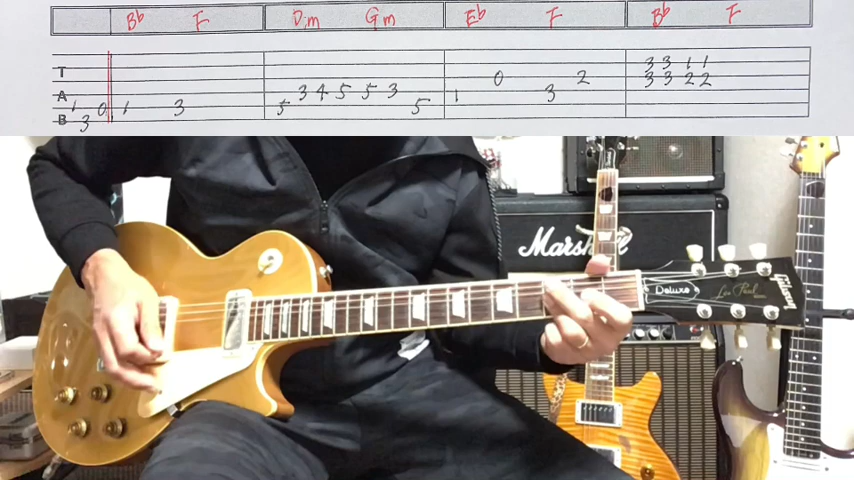 Bb F Dm Gm Eb F Bb F
3 3 1 1
T 0 2 3 3 2 2
A 3 4 5 5 3 1 3
1 0 1 3 5 5
B 3
Marshall
Deluxe
Les Paul
Gibson